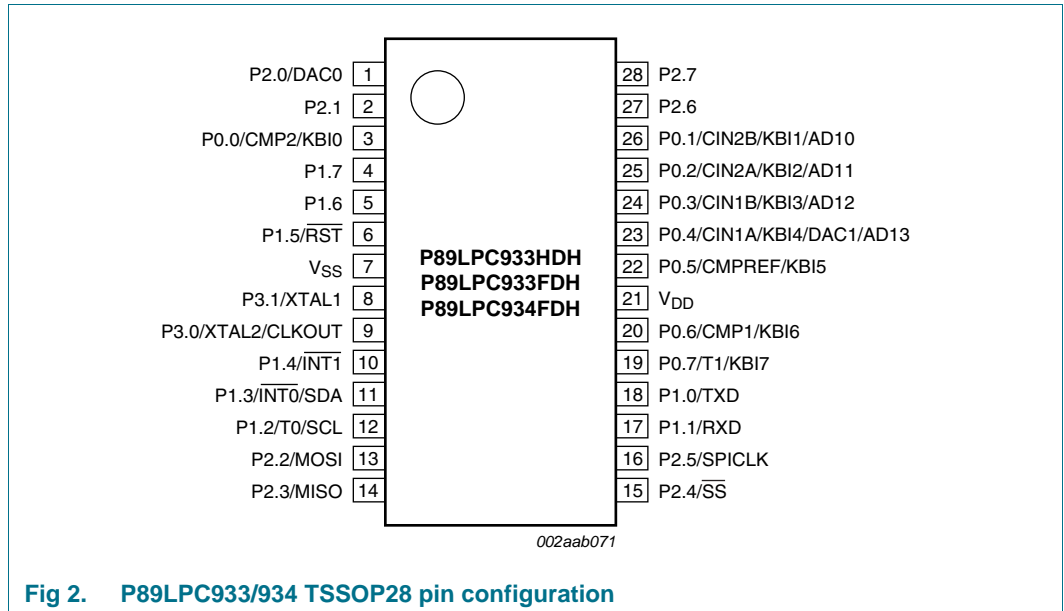 P2.0/DAC0 1
P2.1 2
P0.0/CMP2/KBI0 3
P1.7 4
P1.6 5
P1.5/R̅S̅T̅ 6
VSS 7
P3.1/XTAL1 8
P3.0/XTAL2/CLKOUT 9
P1.4/I̅N̅T̅1̅ 10
P1.3/I̅N̅T̅0̅/SDA 11
P1.2/T0/SCL 12
P2.2/MOSI 13
P2.3/MISO 14
P89LPC933HDH
P89LPC933FDH
P89LPC934FDH
28 P2.7
27 P2.6
26 P0.1/CIN2B/KBI1/AD10
25 P0.2/CIN2A/KBI2/AD11
24 P0.3/CIN1B/KBI3/AD12
23 P0.4/CIN1A/KBI4/DAC1/AD13
22 P0.5/CMPREF/KBI5
21 VDD
20 P0.6/CMP1/KBI6
19 P0.7/T1/KBI7
18 P1.0/TXD
17 P1.1/RXD
16 P2.5/SPICLK
15 P2.4/S̅S̅
002aab071
Fig 2. P89LPC933/934 TSSOP28 pin configuration